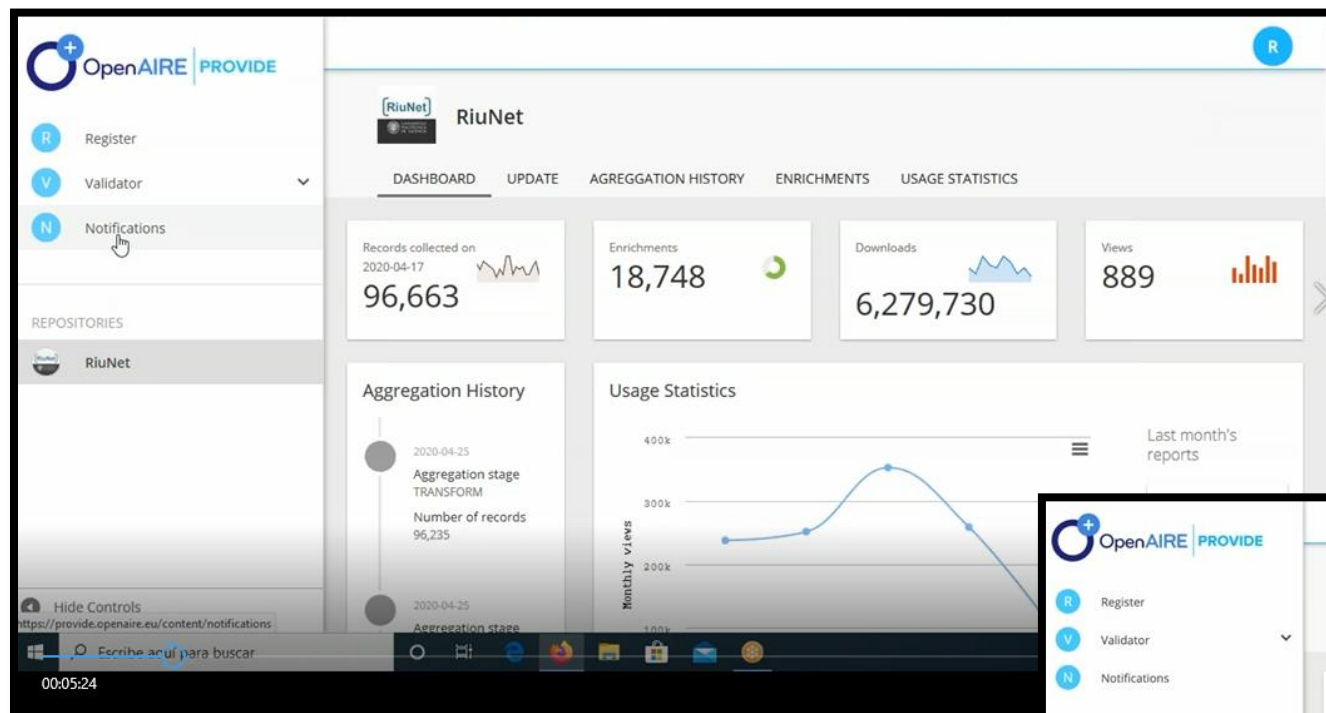 OpenAIRE PROVIDE
R
R Register
V Validator
N Notifications
REPOSITORIES
RiuNet
[RiuNet]
RiuNet
DASHBOARD UPDATE AGREGGATION HISTORY ENRICHMENTS USAGE STATISTICS
Records collected on
2020-04-17
96,663
Enrichments
18,748
Downloads
6,279,730
Views
889
Aggregation History
2020-04-25
Aggregation stage
TRANSFORM
Number of records
96,235
2020-04-25
Aggregation stage
Usage Statistics
400k
300k
200k
100k
Monthly views
Last month's
reports
Hide Controls
https://provide.openaire.eu/content/notifications
Escribe aquí para buscar
00:05:24
OpenAIRE PROVIDE
R Register
V Validator
N Notifications